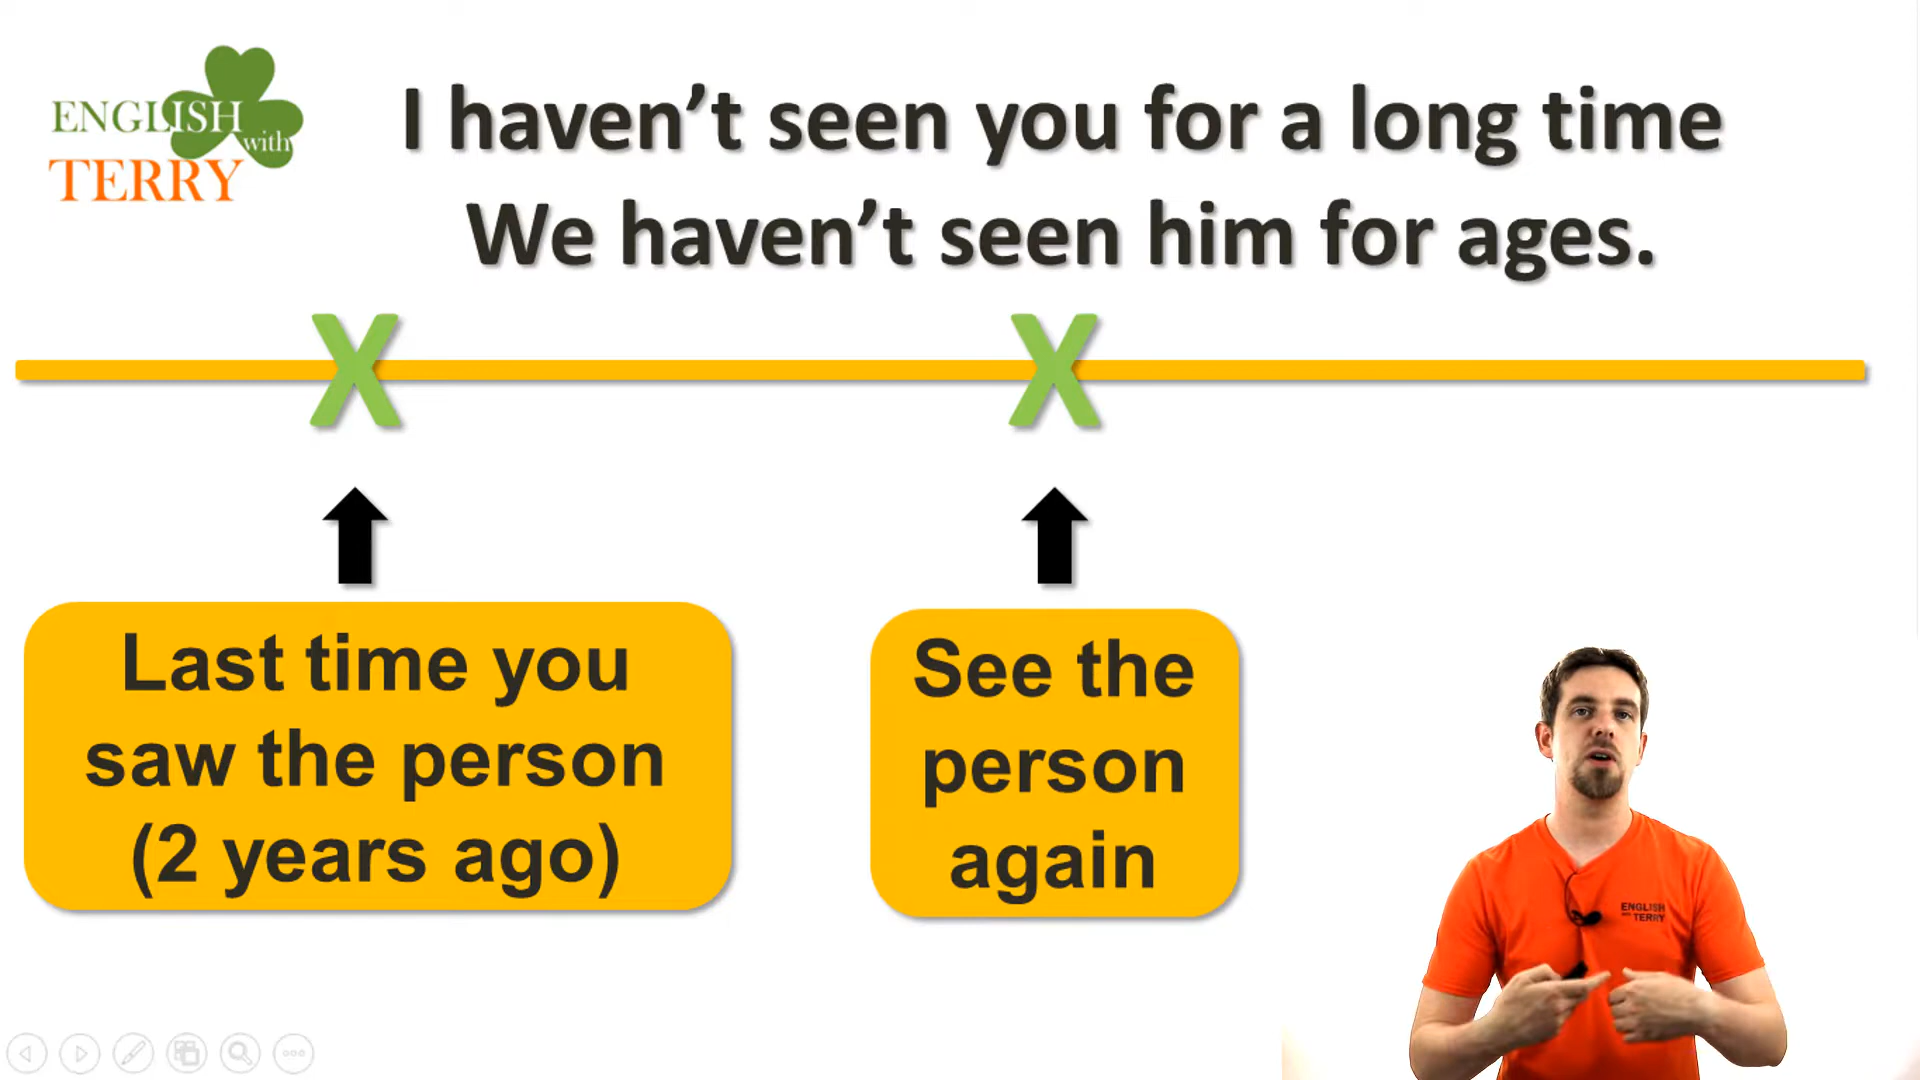 ENGLISH
with
TERRY
I haven’t seen you for a long time
We haven’t seen him for ages.
X
X
Last time you
saw the person
(2 years ago)
See the
person
again
ENGLISH
WITH TERRY